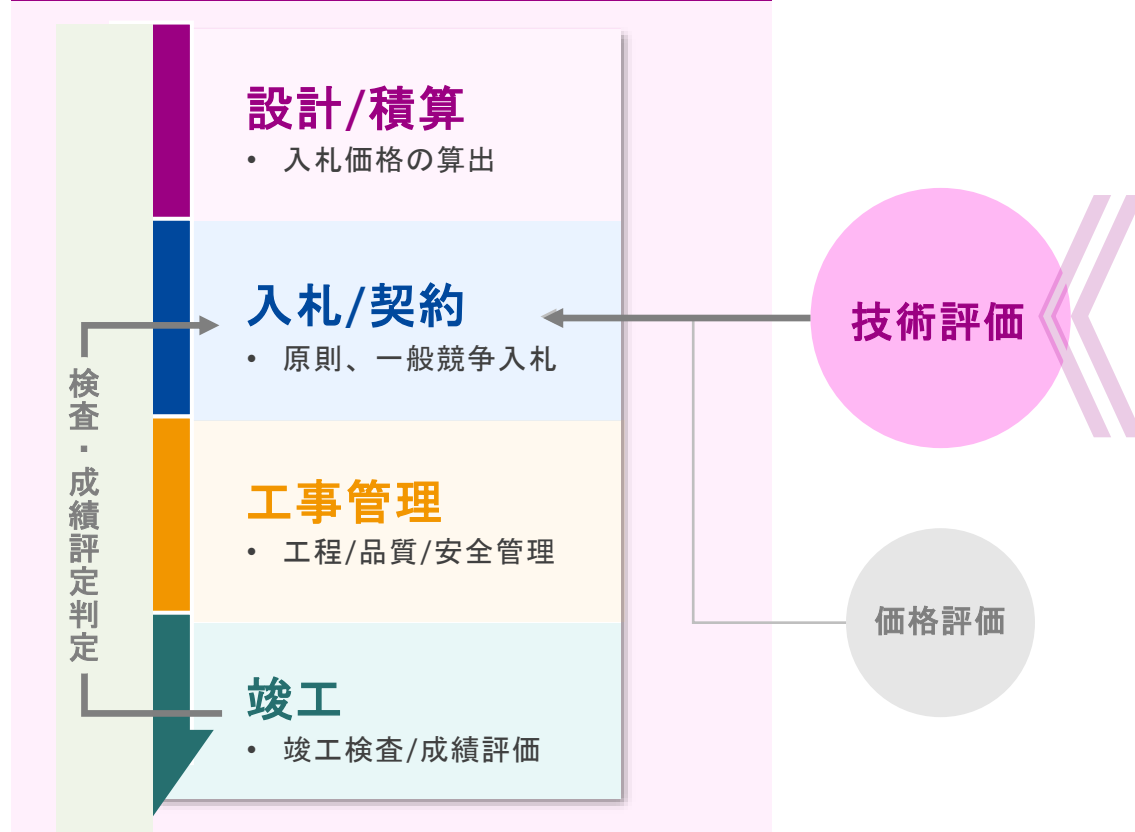 設計/積算
• 入札価格の算出
入札/契約
• 原則、一般競争入札
工事管理
• 工程/品質/安全管理
竣工
• 竣工検査/成績評価
検査・成績評定判定
技術評価
価格評価